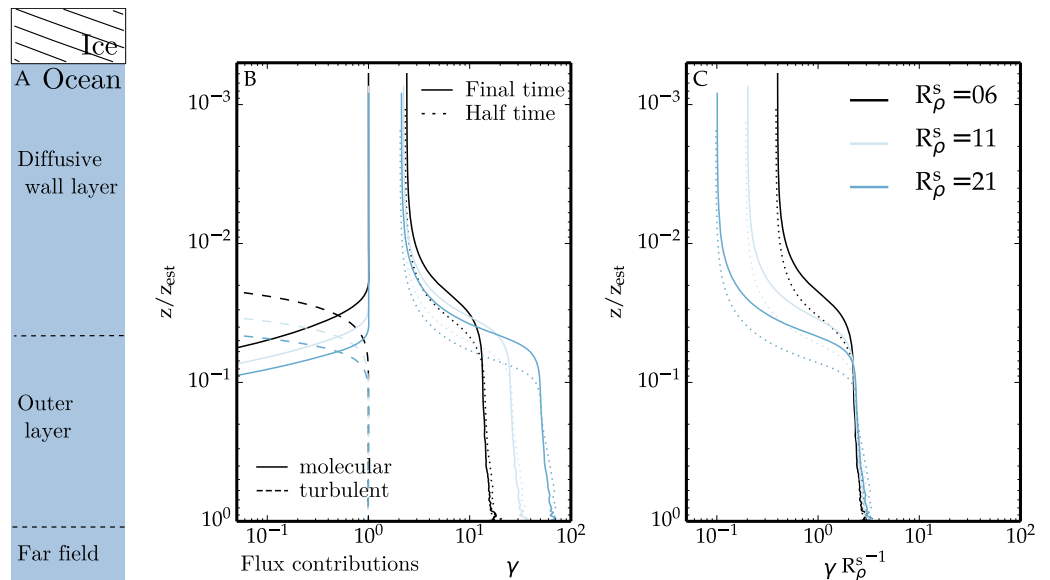 Ice
A Ocean
Diffusive
wall layer
Outer
layer
Far field
B
Final time
Half time
10⁻³
10⁻²
z/z_est
10⁻¹
10⁰
molecular
turbulent
10⁻¹ 10⁰ 10⁰ 10¹ 10²
Flux contributions γ
C
R_ρ^s =06
R_ρ^s =11
R_ρ^s =21
10⁻³
10⁻²
z/z_est
10⁻¹
10⁰
10⁻¹ 10⁰ 10¹ 10²
γ R_ρ^s⁻¹